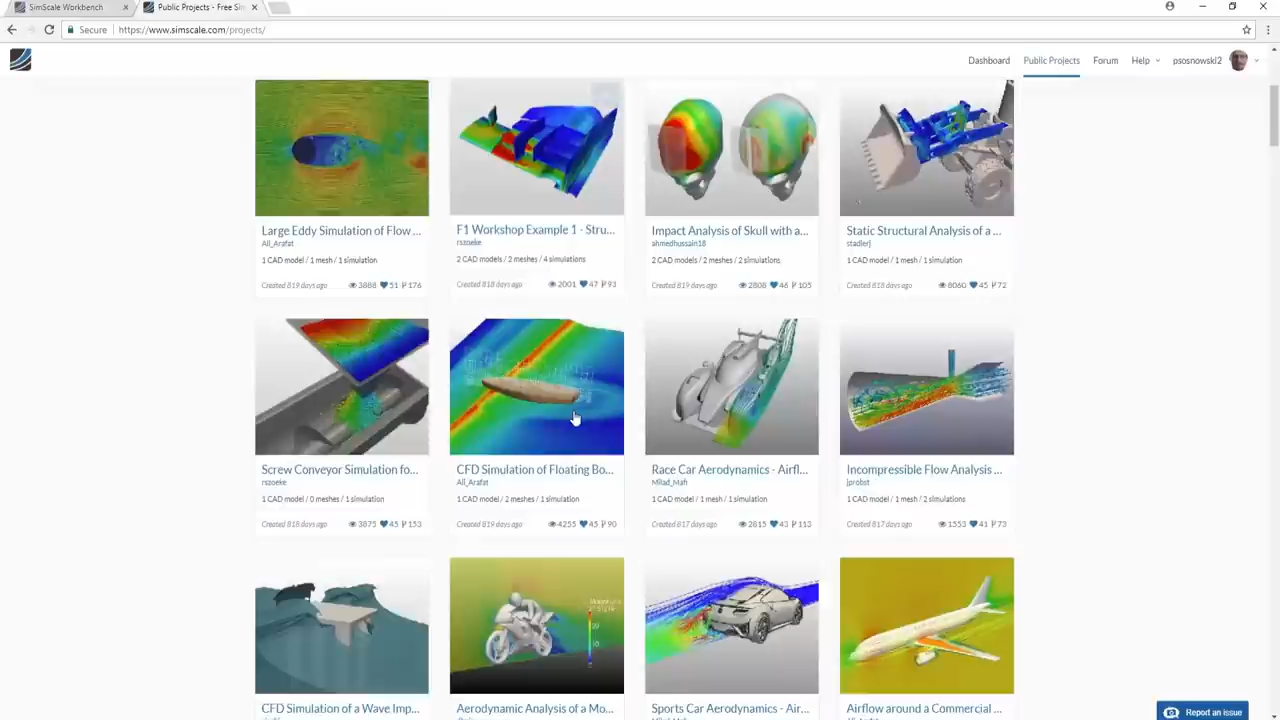 SimScale Workbench
Public Projects - Free Sim
Secure https://www.simscale.com/projects/
Dashboard Public Projects Forum Help psosnowski2
Large Eddy Simulation of Flow ...
Ali_Arafat
1 CAD model / 1 mesh / 1 simulation
Created 819 days ago 3888 51 176
F1 Workshop Example 1 - Stru...
rszoeke
2 CAD models / 2 meshes / 4 simulations
Created 818 days ago 2001 47 93
Impact Analysis of Skull with a...
ahmedhussain18
2 CAD models / 2 meshes / 2 simulations
Created 819 days ago 2808 46 105
Static Structural Analysis of a ...
stadlerj
1 CAD model / 1 mesh / 1 simulation
Created 818 days ago 8060 45 72
Screw Conveyor Simulation fo...
rszoeke
1 CAD model / 0 meshes / 1 simulation
Created 818 days ago 3875 45 153
CFD Simulation of Floating Bo...
Ali_Arafat
1 CAD model / 2 meshes / 1 simulation
Created 819 days ago 4255 45 90
Race Car Aerodynamics - Airfl...
Milad_Mafi
1 CAD model / 1 mesh / 1 simulation
Created 817 days ago 2815 43 113
Incompressible Flow Analysis ...
jprobst
1 CAD model / 1 mesh / 2 simulations
Created 817 days ago 1553 41 73
CFD Simulation of a Wave Imp...
Aerodynamic Analysis of a Mo...
Sports Car Aerodynamics - Air...
Airflow around a Commercial ...
Report an issue